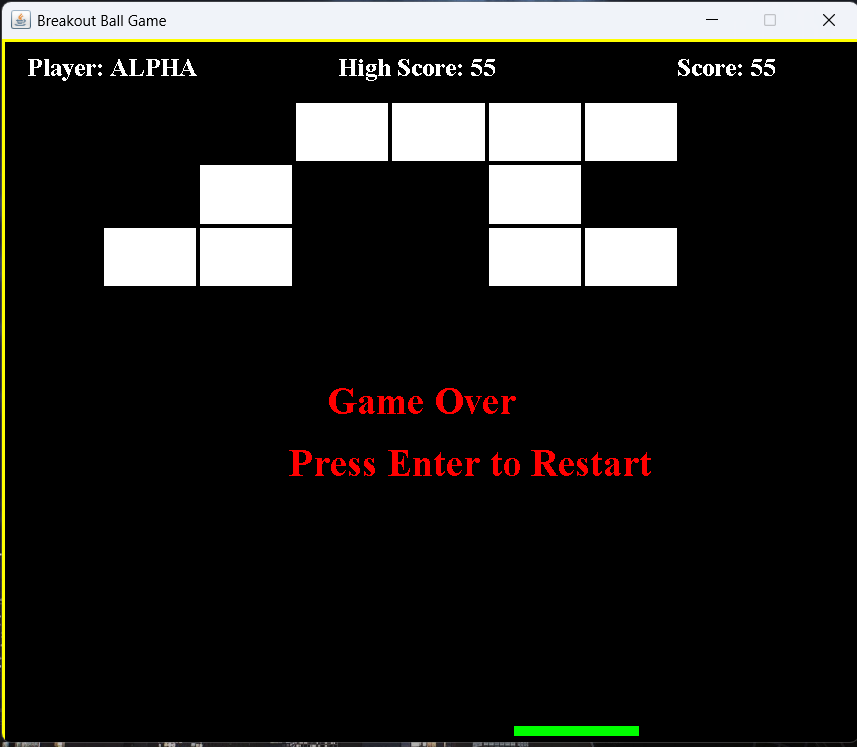 Breakout Ball Game
Player: ALPHA High Score: 55 Score: 55
Game Over
Press Enter to Restart